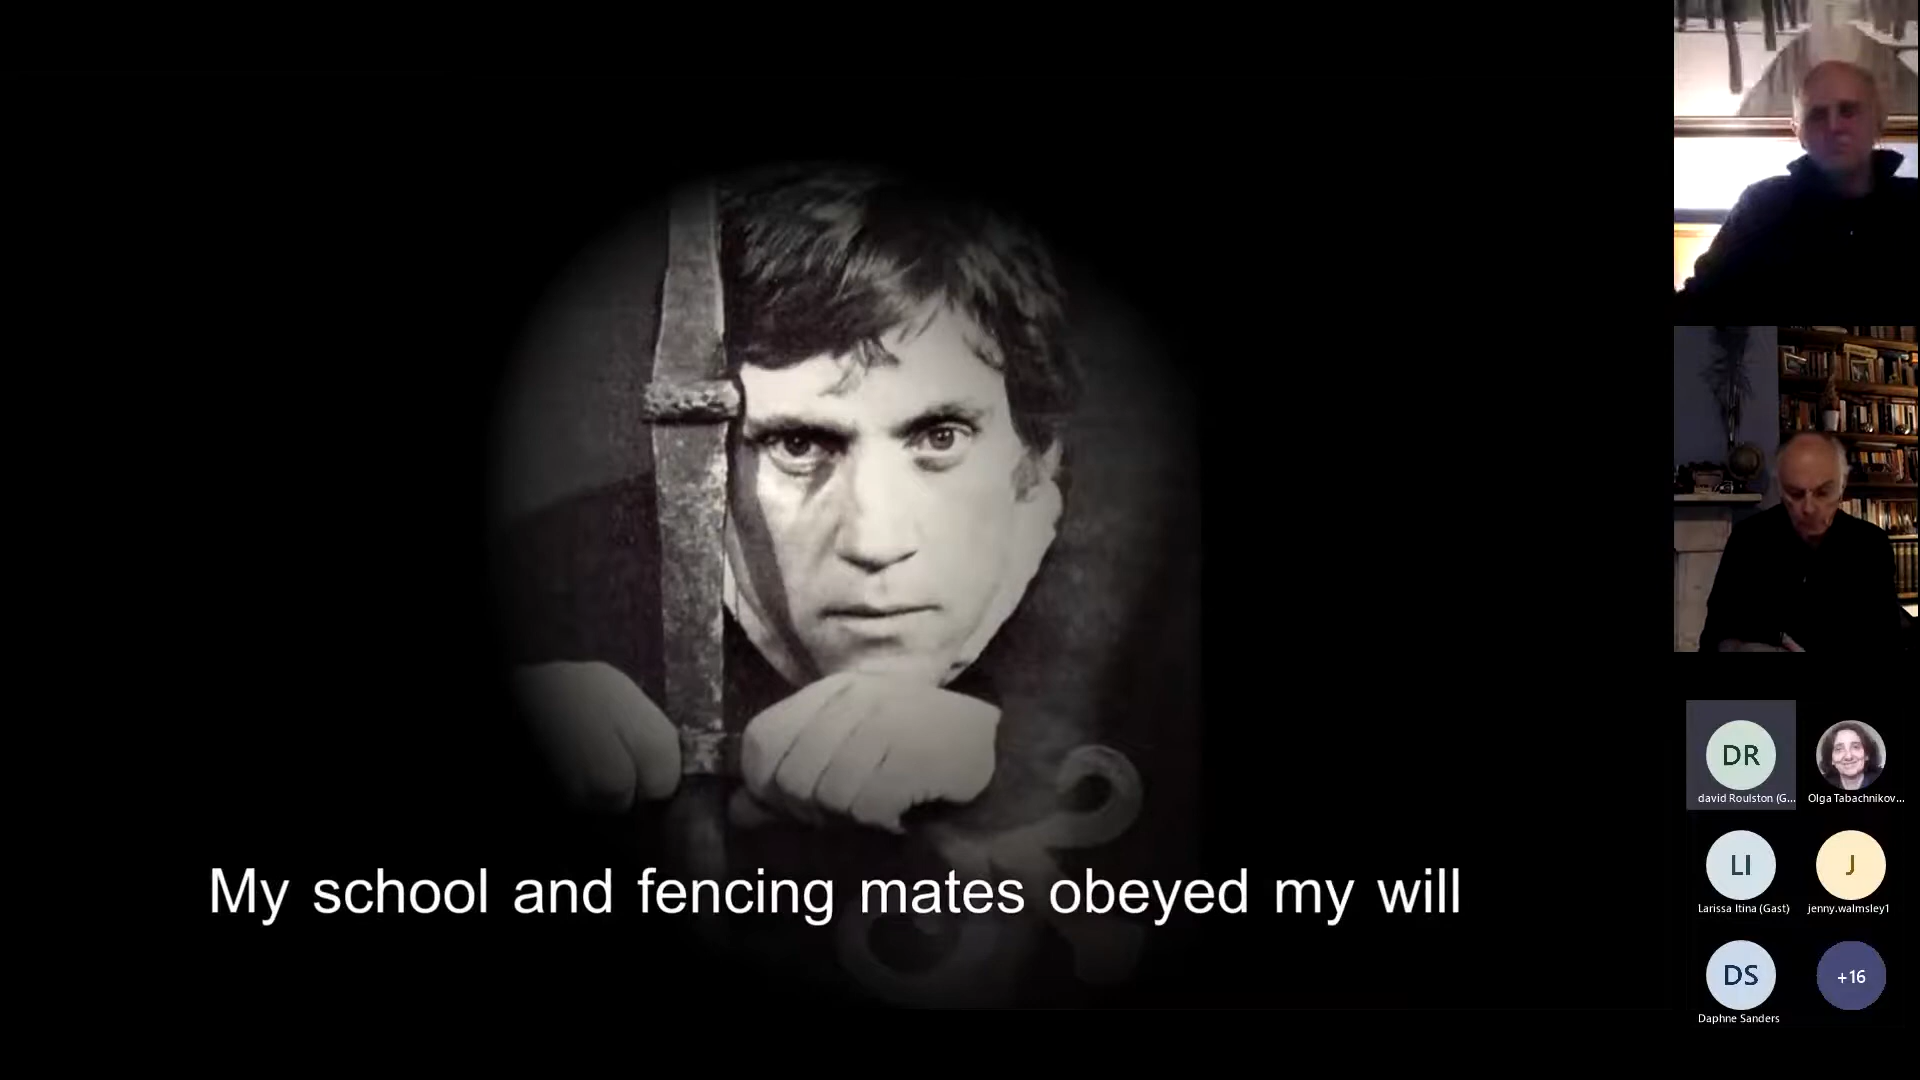 My school and fencing mates obeyed my will
DR
david Roulston (G...
Olga Tabachnikov...
LI
Larissa Itina (Gast)
J
jenny.walmsley1
DS
Daphne Sanders
+16